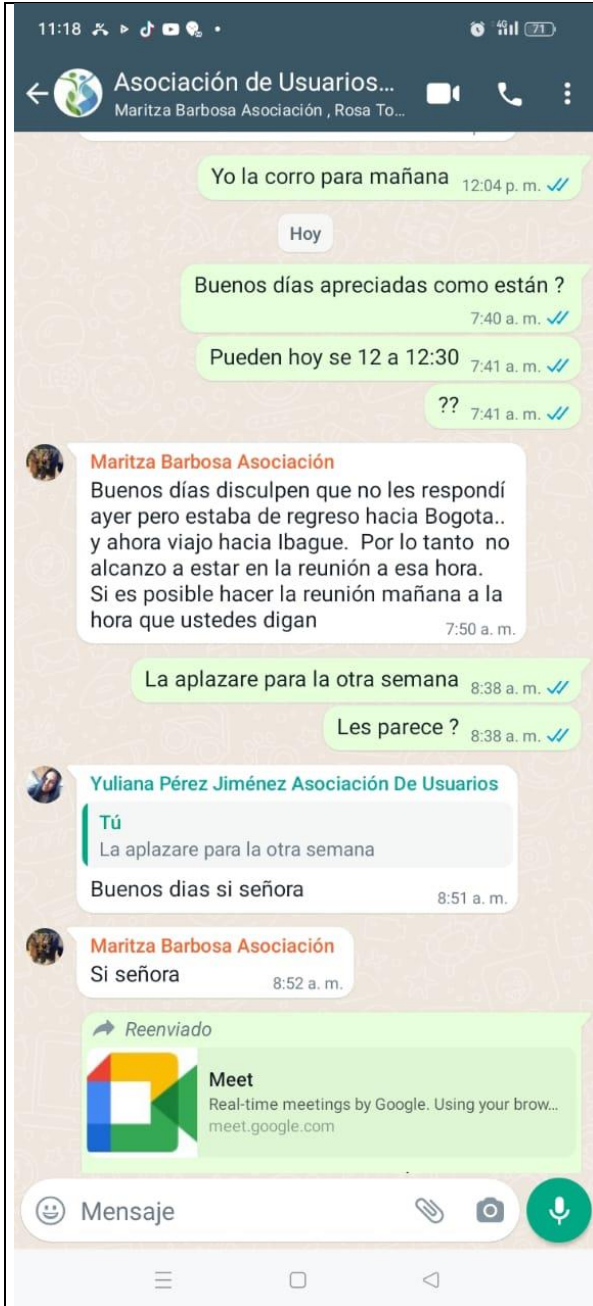 11:18
4G
71
Asociación de Usuarios...
Maritza Barbosa Asociación , Rosa To...
Yo la corro para mañana 12:04 p. m.
Hoy
Buenos días apreciadas como están ?
7:40 a. m.
Pueden hoy se 12 a 12:30 7:41 a. m.
?? 7:41 a. m.
Maritza Barbosa Asociación
Buenos días disculpen que no les respondí
ayer pero estaba de regreso hacia Bogota..
y ahora viajo hacia Ibague. Por lo tanto no
alcanzo a estar en la reunión a esa hora.
Si es posible hacer la reunión mañana a la
hora que ustedes digan
7:50 a. m.
La aplazare para la otra semana 8:38 a. m.
Les parece ? 8:38 a. m.
Yuliana Pérez Jiménez Asociación De Usuarios
Tú
La aplazare para la otra semana
Buenos dias si señora
8:51 a. m.
Maritza Barbosa Asociación
Si señora
8:52 a. m.
Reenviado
Meet
Real-time meetings by Google. Using your brow...
meet.google.com
Mensaje